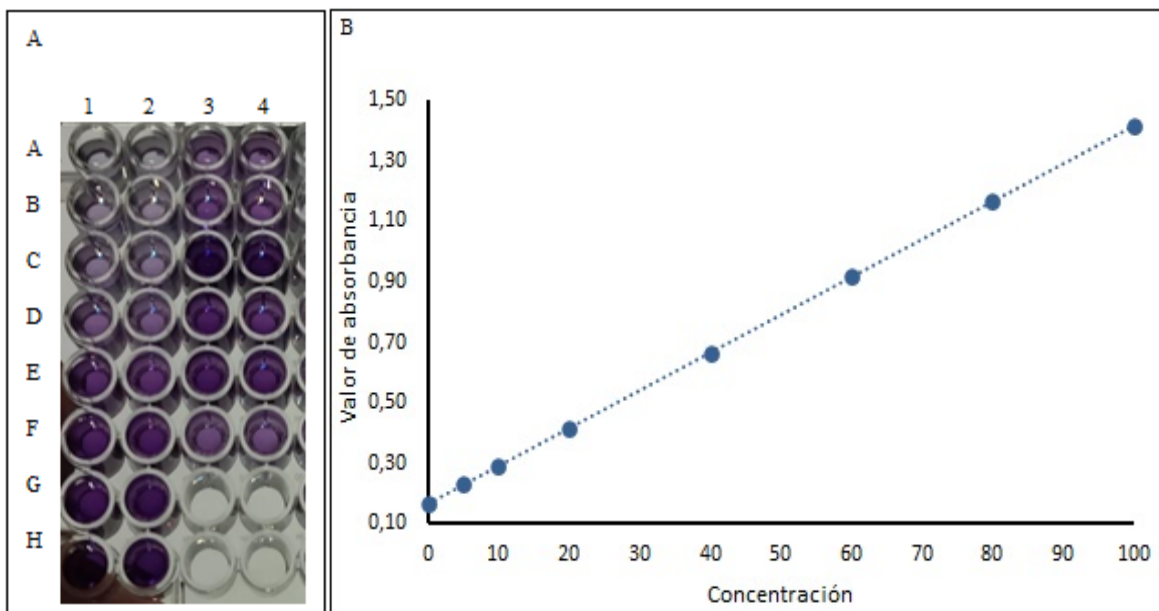 A
1 2 3 4
A
B
C
D
E
F
G
H
B
Valor de absorbancia
1,50
1,30
1,10
0,90
0,70
0,50
0,30
0,10
0 10 20 30 40 50 60 70 80 90 100
Concentración